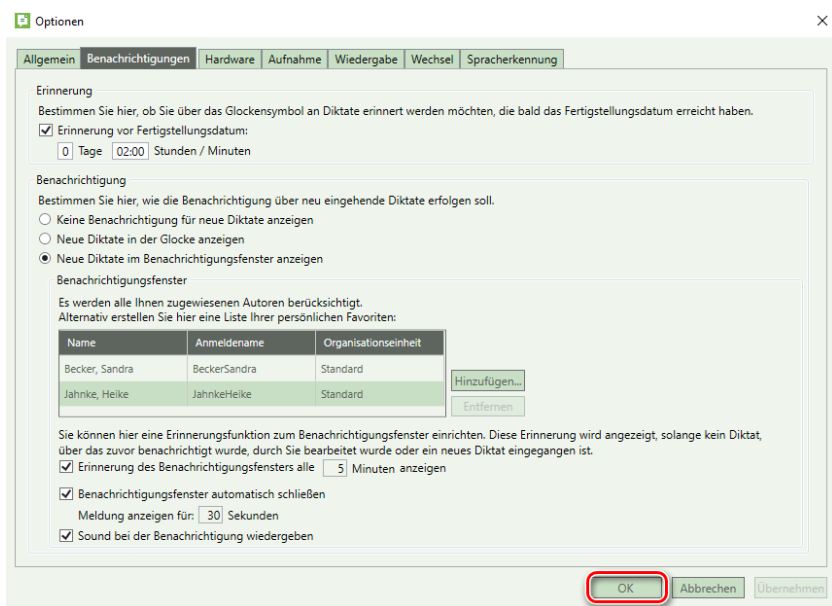 Optionen
Allgemein Benachrichtigungen Hardware Aufnahme Wiedergabe Wechsel Spracherkennung
Erinnerung
Bestimmen Sie hier, ob Sie über das Glockensymbol an Diktate erinnert werden möchten, die bald das Fertigstellungsdatum erreicht haben.
Erinnerung vor Fertigstellungsdatum:
0 Tage 02:00 Stunden / Minuten
Benachrichtigung
Bestimmen Sie hier, wie die Benachrichtigung über neu eingehende Diktate erfolgen soll.
Keine Benachrichtigung für neue Diktate anzeigen
Neue Diktate in der Glocke anzeigen
Neue Diktate im Benachrichtigungsfenster anzeigen
Benachrichtigungsfenster
Es werden alle Ihnen zugewiesenen Autoren berücksichtigt.
Alternativ erstellen Sie hier eine Liste Ihrer persönlichen Favoriten:
Name Anmeldename Organisationseinheit
Becker, Sandra BeckerSandra Standard
Jahnke, Heike JahnkeHeike Standard
Hinzufügen...
Entfernen
Sie können hier eine Erinnerungsfunktion zum Benachrichtigungsfenster einrichten. Diese Erinnerung wird angezeigt, solange kein Diktat,
über das zuvor benachrichtigt wurde, durch Sie bearbeitet wurde oder ein neues Diktat eingegangen ist.
Erinnerung des Benachrichtigungsfensters alle 5 Minuten anzeigen
Benachrichtigungsfenster automatisch schließen
Meldung anzeigen für: 30 Sekunden
Sound bei der Benachrichtigung wiedergeben
OK Abbrechen Übernehmen